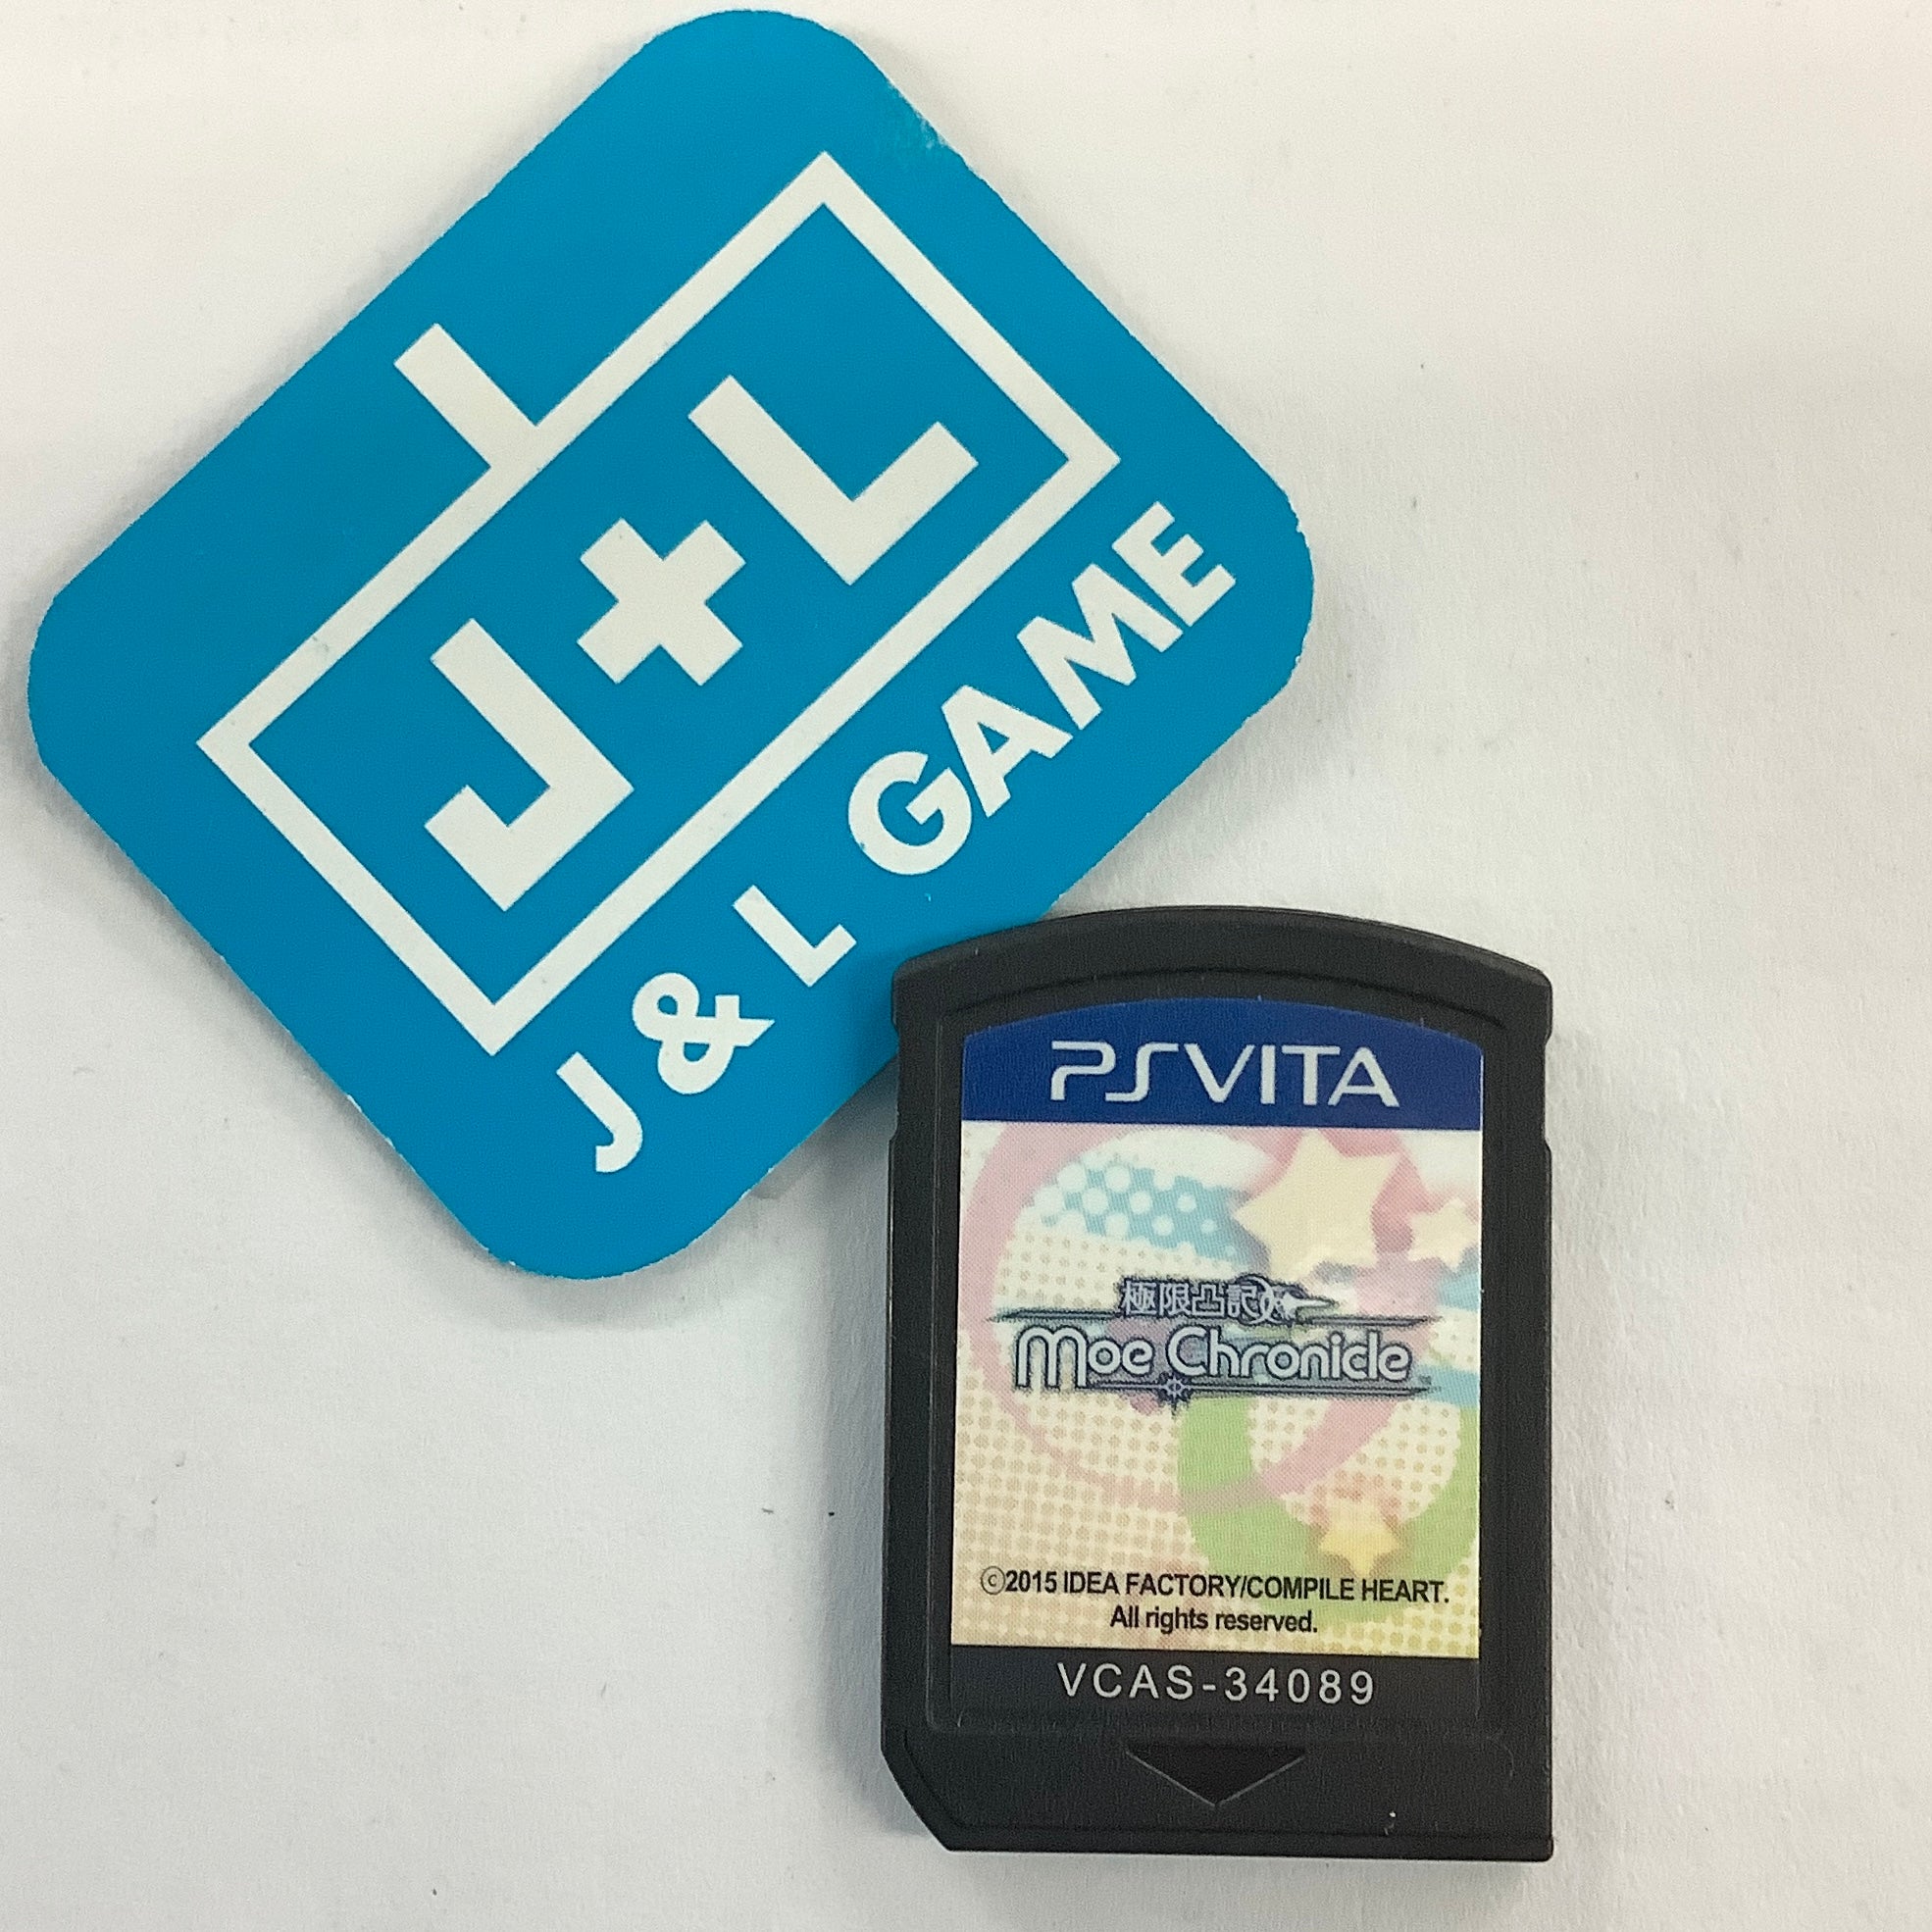 J+L
J & L GAME
PSVITA
極限凸記
Moe Chronicle
©2015 IDEA FACTORY/COMPILE HEART.
All rights reserved.
VCAS-34089